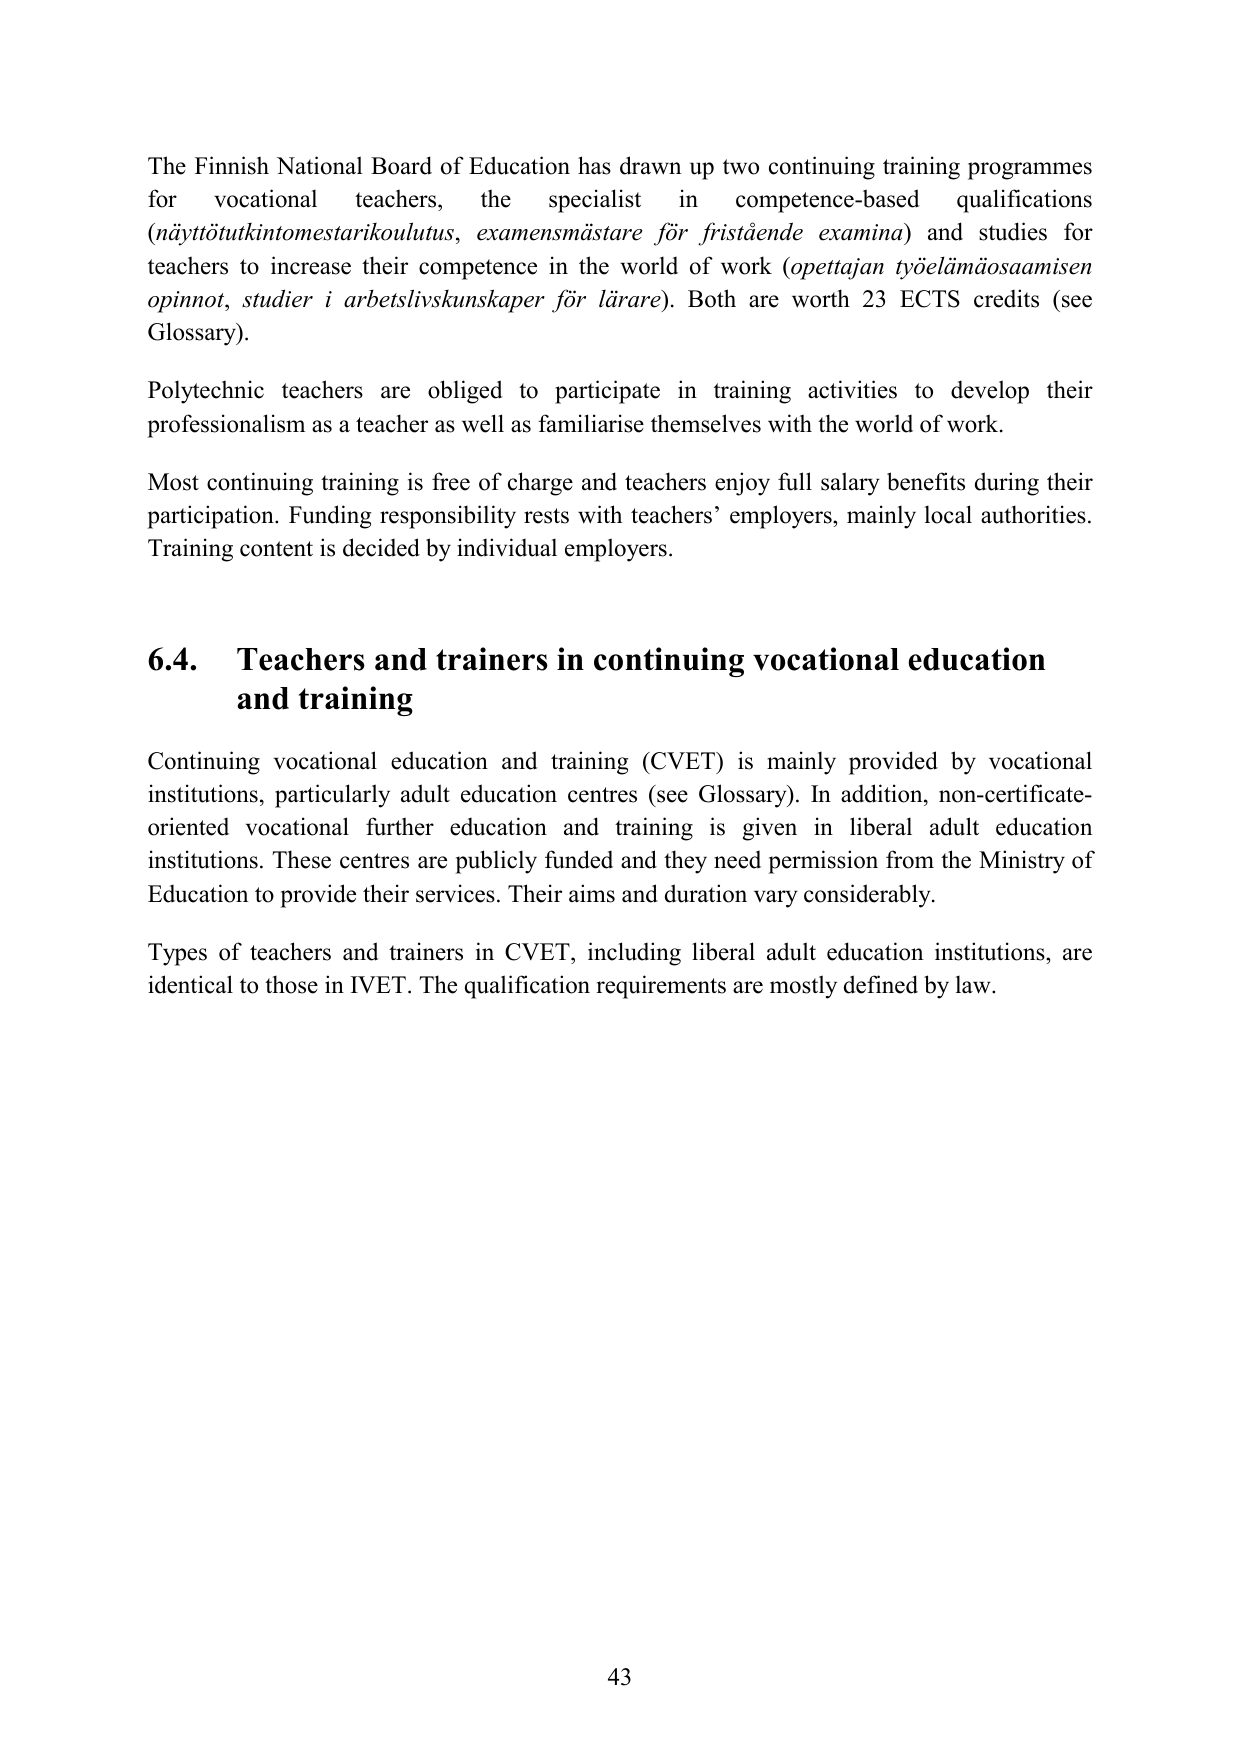 The Finnish National Board of Education has drawn up two continuing training programmes
for vocational teachers, the specialist in competence-based qualifications
(näyttötutkintomestarikoulutus, examensmästare för fristående examina) and studies for
teachers to increase their competence in the world of work (opettajan työelämäosaamisen
opinnot, studier i arbetslivskunskaper för lärare). Both are worth 23 ECTS credits (see
Glossary).
Polytechnic teachers are obliged to participate in training activities to develop their
professionalism as a teacher as well as familiarise themselves with the world of work.
Most continuing training is free of charge and teachers enjoy full salary benefits during their
participation. Funding responsibility rests with teachers’ employers, mainly local authorities.
Training content is decided by individual employers.
6.4. Teachers and trainers in continuing vocational education
and training
Continuing vocational education and training (CVET) is mainly provided by vocational
institutions, particularly adult education centres (see Glossary). In addition, non-certificate-
oriented vocational further education and training is given in liberal adult education
institutions. These centres are publicly funded and they need permission from the Ministry of
Education to provide their services. Their aims and duration vary considerably.
Types of teachers and trainers in CVET, including liberal adult education institutions, are
identical to those in IVET. The qualification requirements are mostly defined by law.
43